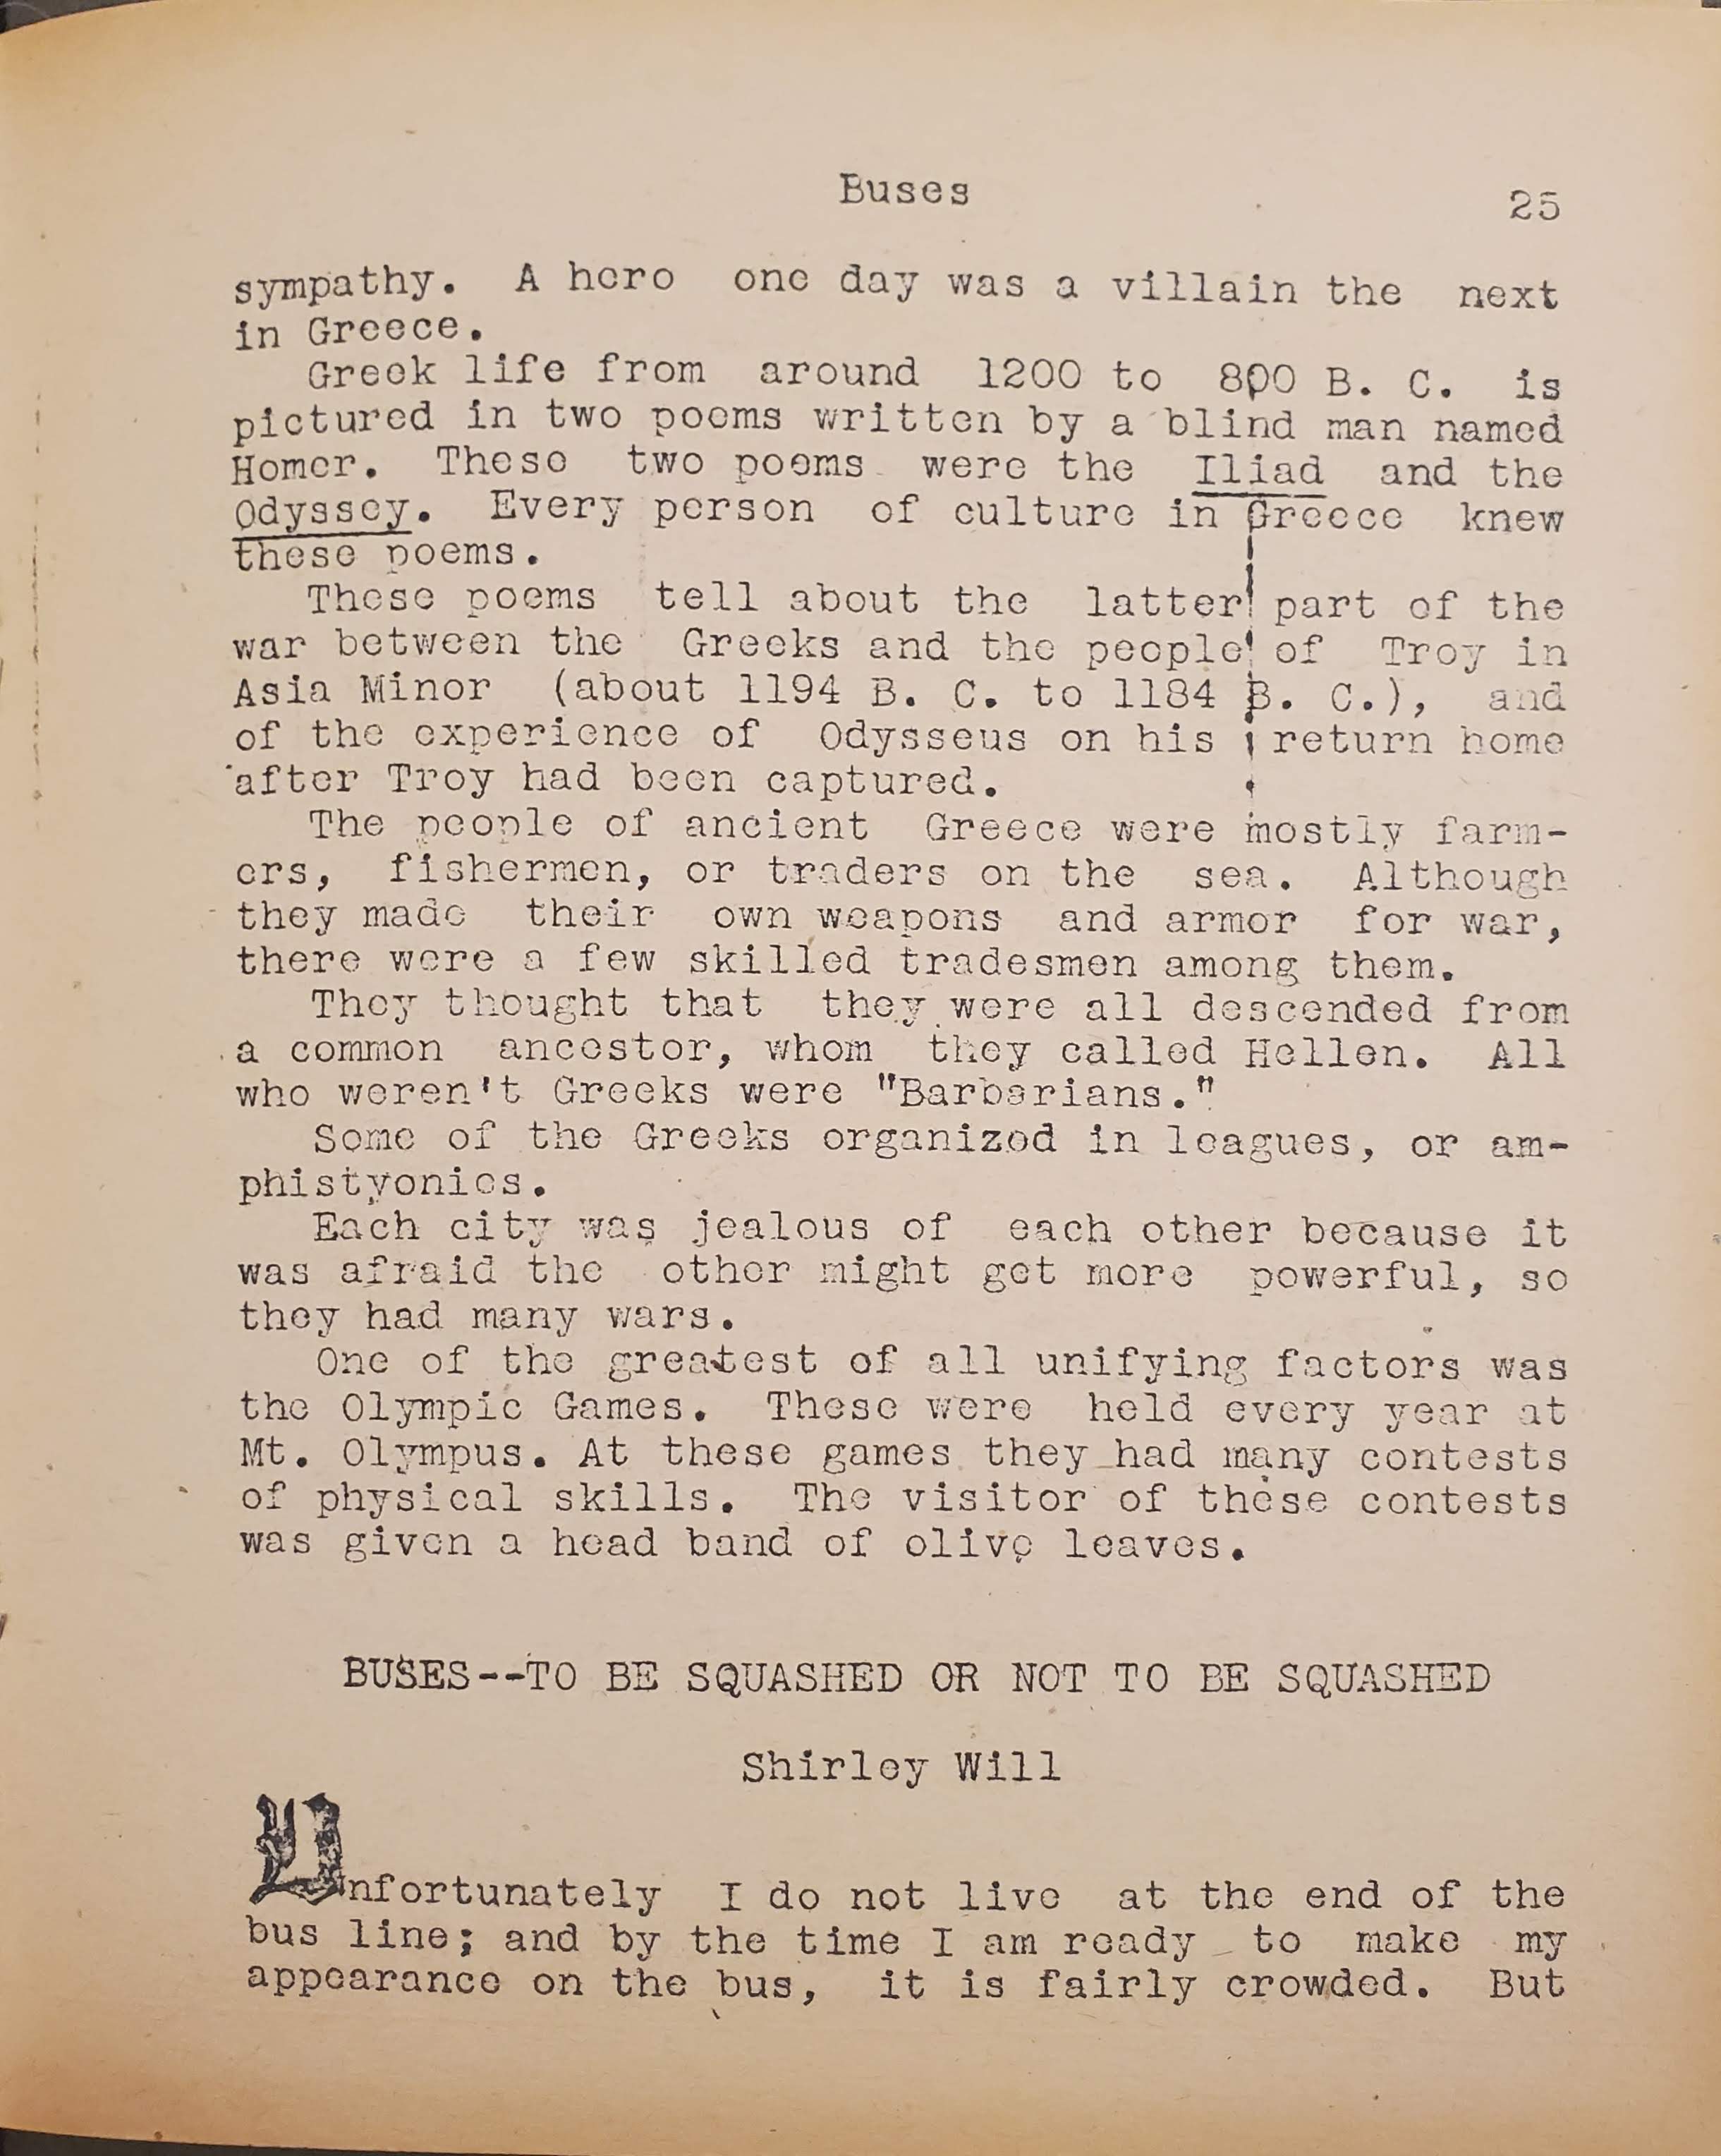 Buses 25
sympathy. A hero one day was a villain the next
in Greece.
Greek life from around 1200 to 800 B. C. is
pictured in two poems written by a blind man named
Homer. These two poems were the Iliad and the
Odyssey. Every person of culture in Greece knew
these poems.
These poems tell about the latter part of the
war between the Greeks and the people of Troy in
Asia Minor (about 1194 B. C. to 1184 B. C.), and
of the experience of Odysseus on his return home
after Troy had been captured.
The people of ancient Greece were mostly farm-
ers, fishermen, or traders on the sea. Although
they made their own weapons and armor for war,
there were a few skilled tradesmen among them.
They thought that they were all descended from
a common ancestor, whom they called Hellen. All
who weren't Greeks were "Barbarians."
Some of the Greeks organized in leagues, or am-
phistyonies.
Each city was jealous of each other because it
was afraid the other might get more powerful, so
they had many wars.
One of the greatest of all unifying factors was
the Olympic Games. These were held every year at
Mt. Olympus. At these games they had many contests
of physical skills. The visitor of these contests
was given a head band of olive leaves.
BUSES--TO BE SQUASHED OR NOT TO BE SQUASHED
Shirley Will
Unfortunately I do not live at the end of the
bus line; and by the time I am ready to make my
appearance on the bus, it is fairly crowded. But